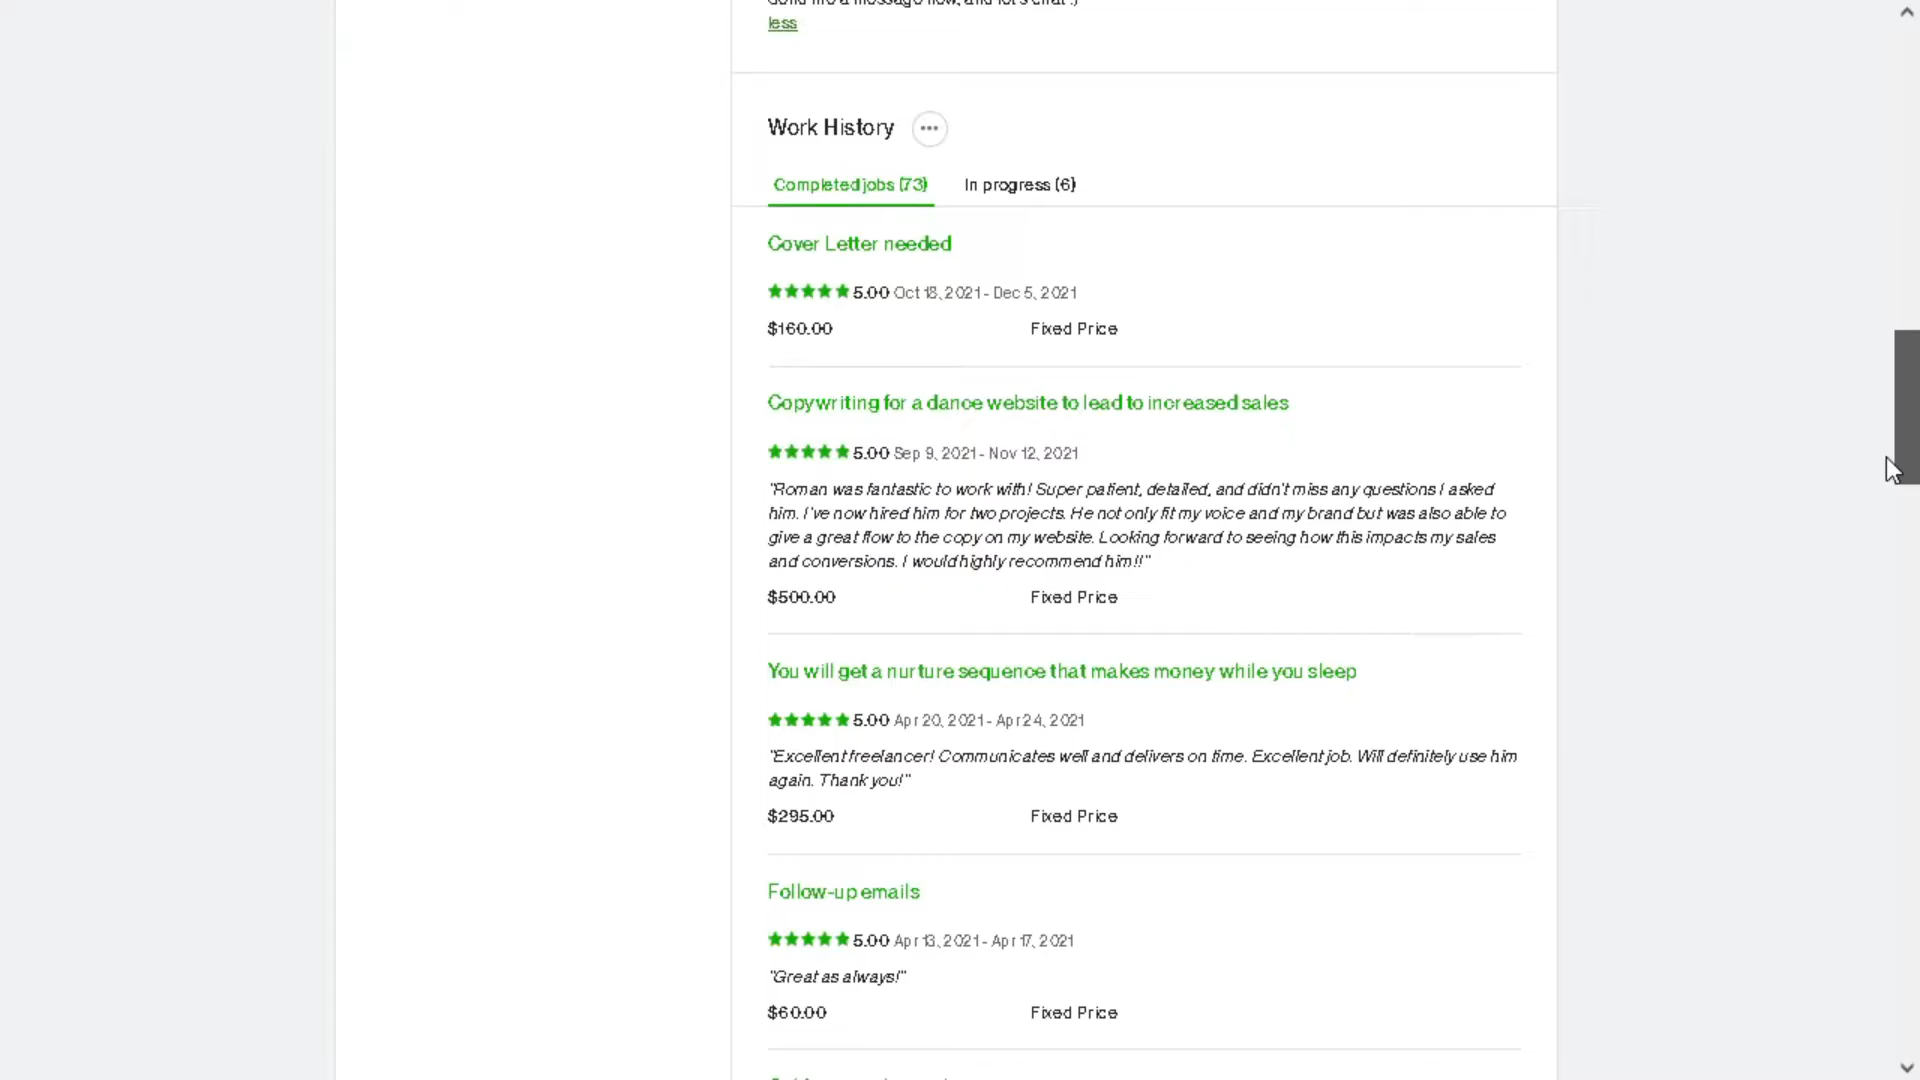 Send me a message now, and let's chat :)
less
Work History
Completed jobs (73) In progress (6)
Cover Letter needed
5.00 Oct 18, 2021 - Dec 5, 2021
$160.00 Fixed Price
Copywriting for a dance website to lead to increased sales
5.00 Sep 9, 2021 - Nov 12, 2021
"Roman was fantastic to work with! Super patient, detailed, and didn't miss any questions I asked
him. I've now hired him for two projects. He not only fit my voice and my brand but was also able to
give a great flow to the copy on my website. Looking forward to seeing how this impacts my sales
and conversions. I would highly recommend him!!"
$500.00 Fixed Price
You will get a nurture sequence that makes money while you sleep
5.00 Apr 20, 2021 - Apr 24, 2021
"Excellent freelancer! Communicates well and delivers on time. Excellent job. Will definitely use him
again. Thank you!"
$295.00 Fixed Price
Follow-up emails
5.00 Apr 13, 2021 - Apr 17, 2021
"Great as always!"
$60.00 Fixed Price